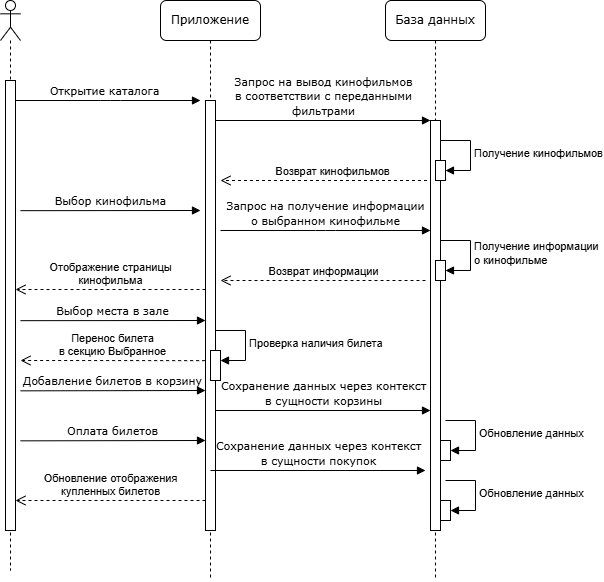 Приложение
База данных
Открытие каталога
Запрос на вывод кинофильмов
в соответствии с переданными
фильтрами
Получение кинофильмов
Возврат кинофильмов
Выбор кинофильма
Запрос на получение информации
о выбранном кинофильме
Получение информации
о кинофильме
Возврат информации
Отображение страницы
кинофильма
Выбор места в зале
Проверка наличия билета
Перенос билета
в секцию Выбранное
Добавление билетов в корзину
Сохранение данных через контекст
в сущности корзины
Обновление данных
Оплата билетов
Сохранение данных через контекст
в сущности покупок
Обновление отображения
купленных билетов
Обновление данных